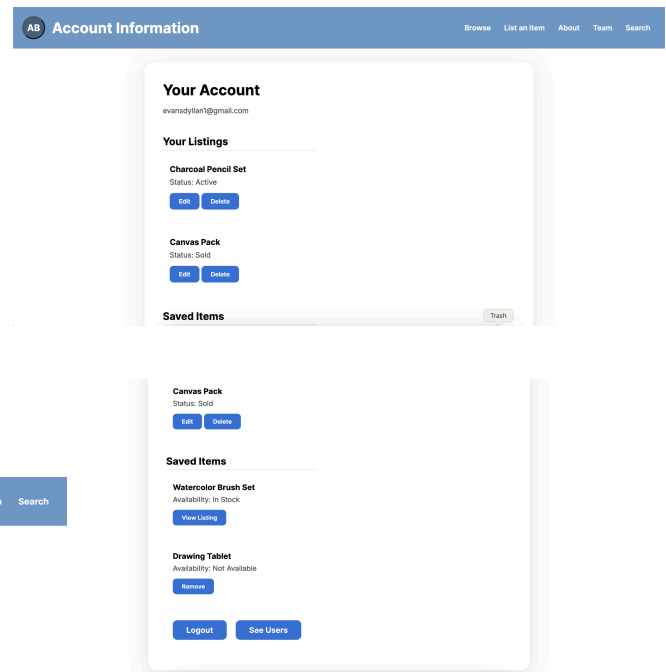 AB Account Information
Browse List an Item About Team Search
Your Account
evansdyllan1@gmail.com
Your Listings
Charcoal Pencil Set
Status: Active
Edit Delete
Canvas Pack
Status: Sold
Edit Delete
Saved Items
Trash
Canvas Pack
Status: Sold
Edit Delete
Saved Items
Search
Watercolor Brush Set
Availability: In Stock
View Listing
Drawing Tablet
Availability: Not Available
Remove
Logout See Users